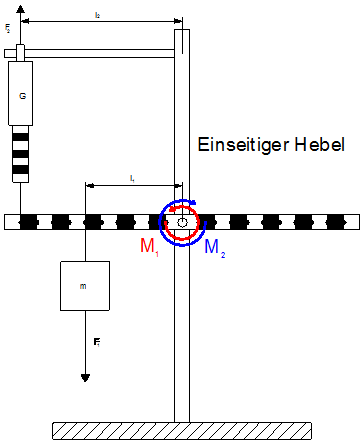 l₂
F₂
G
Einseitiger Hebel
l₁
M₁ M₂
m
F₁